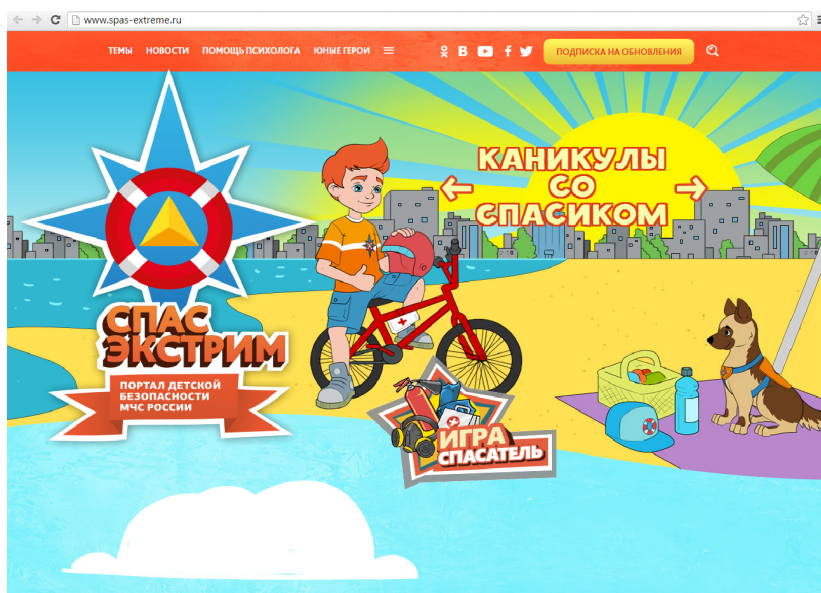 www.spas-extreme.ru
ТЕМЫ НОВОСТИ ПОМОЩЬ ПСИХОЛОГА ЮНЫЕ ГЕРОИ ПОДПИСКА НА ОБНОВЛЕНИЯ
КАНИКУЛЫ
СО
СПАСИКОМ
СПАС
ЭКСТРИМ
ПОРТАЛ ДЕТСКОЙ
БЕЗОПАСНОСТИ
МЧС РОССИИ
ИГРА
СПАСАТЕЛЬ